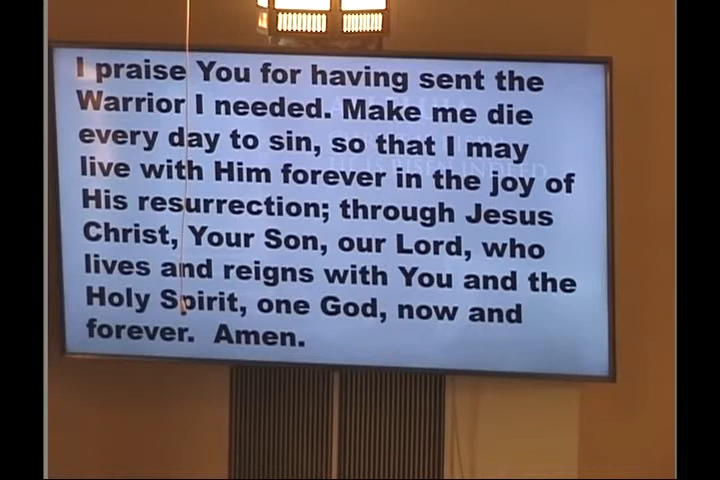 I praise You for having sent the
Warrior I needed. Make me die
every day to sin, so that I may
live with Him forever in the joy of
His resurrection; through Jesus
Christ, Your Son, our Lord, who
lives and reigns with You and the
Holy Spirit, one God, now and
forever. Amen.